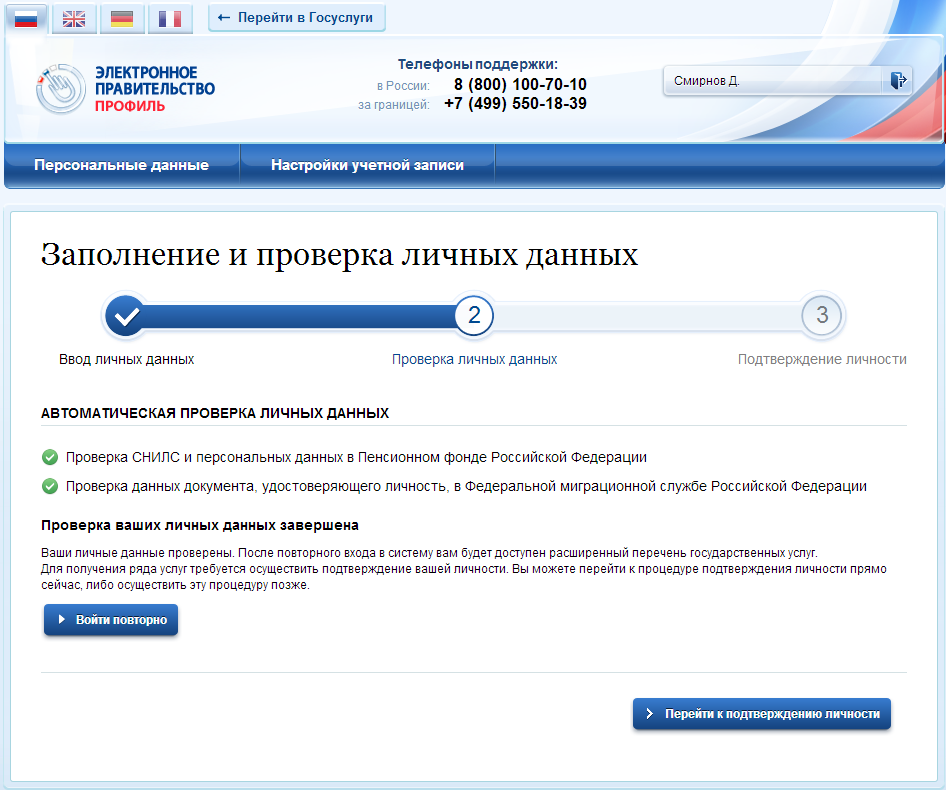 ← Перейти в Госуслуги
ЭЛЕКТРОННОЕ
ПРАВИТЕЛЬСТВО
ПРОФИЛЬ
Телефоны поддержки:
в России: 8 (800) 100-70-10
за границей: +7 (499) 550-18-39
Смирнов Д.
Персональные данные
Настройки учетной записи
Заполнение и проверка личных данных
2
3
Ввод личных данных
Проверка личных данных
Подтверждение личности
АВТОМАТИЧЕСКАЯ ПРОВЕРКА ЛИЧНЫХ ДАННЫХ
Проверка СНИЛС и персональных данных в Пенсионном фонде Российской Федерации
Проверка данных документа, удостоверяющего личность, в Федеральной миграционной службе Российской Федерации
Проверка ваших личных данных завершена
Ваши личные данные проверены. После повторного входа в систему вам будет доступен расширенный перечень государственных услуг.
Для получения ряда услуг требуется осуществить подтверждение вашей личности. Вы можете перейти к процедуре подтверждения личности прямо
сейчас, либо осуществить эту процедуру позже.
Войти повторно
Перейти к подтверждению личности